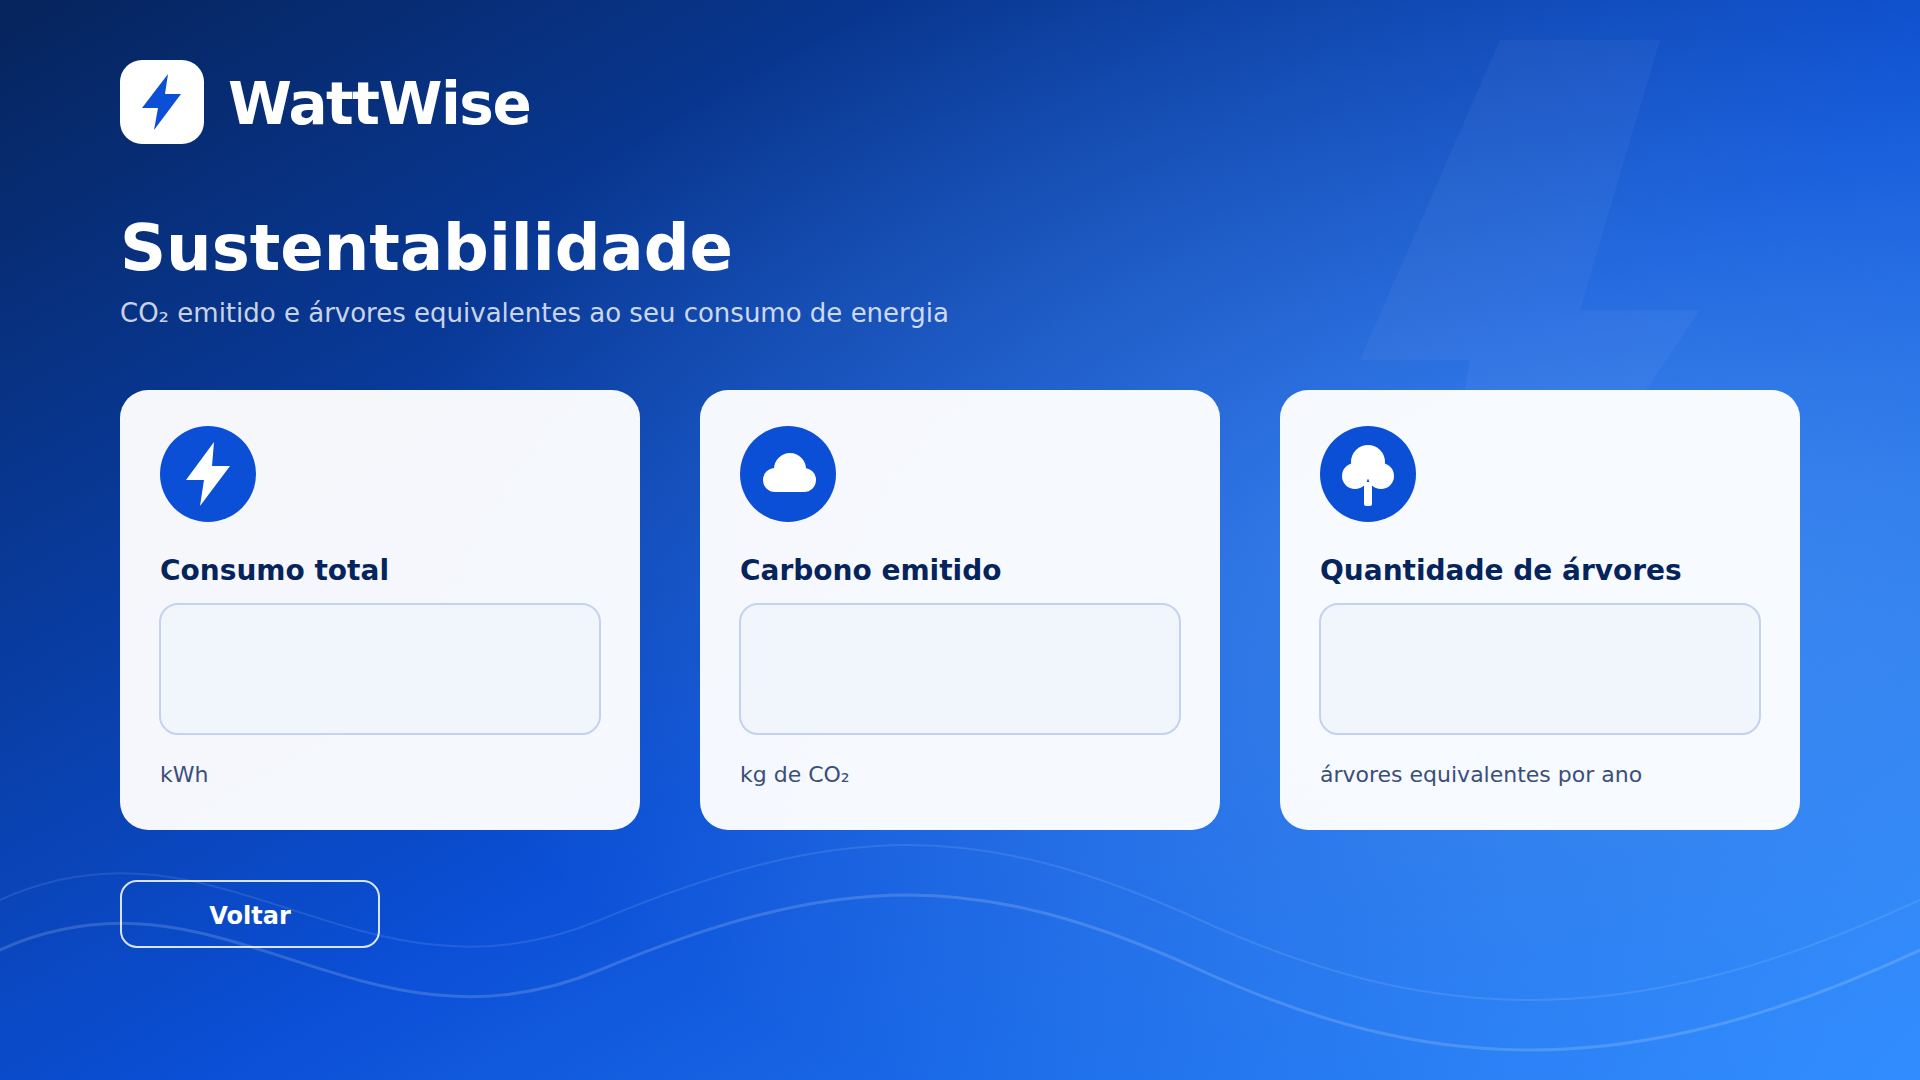 WattWise
Sustentabilidade
CO₂ emitido e árvores equivalentes ao seu consumo de energia
Consumo total
kWh
Carbono emitido
kg de CO₂
Quantidade de árvores
árvores equivalentes por ano
Voltar